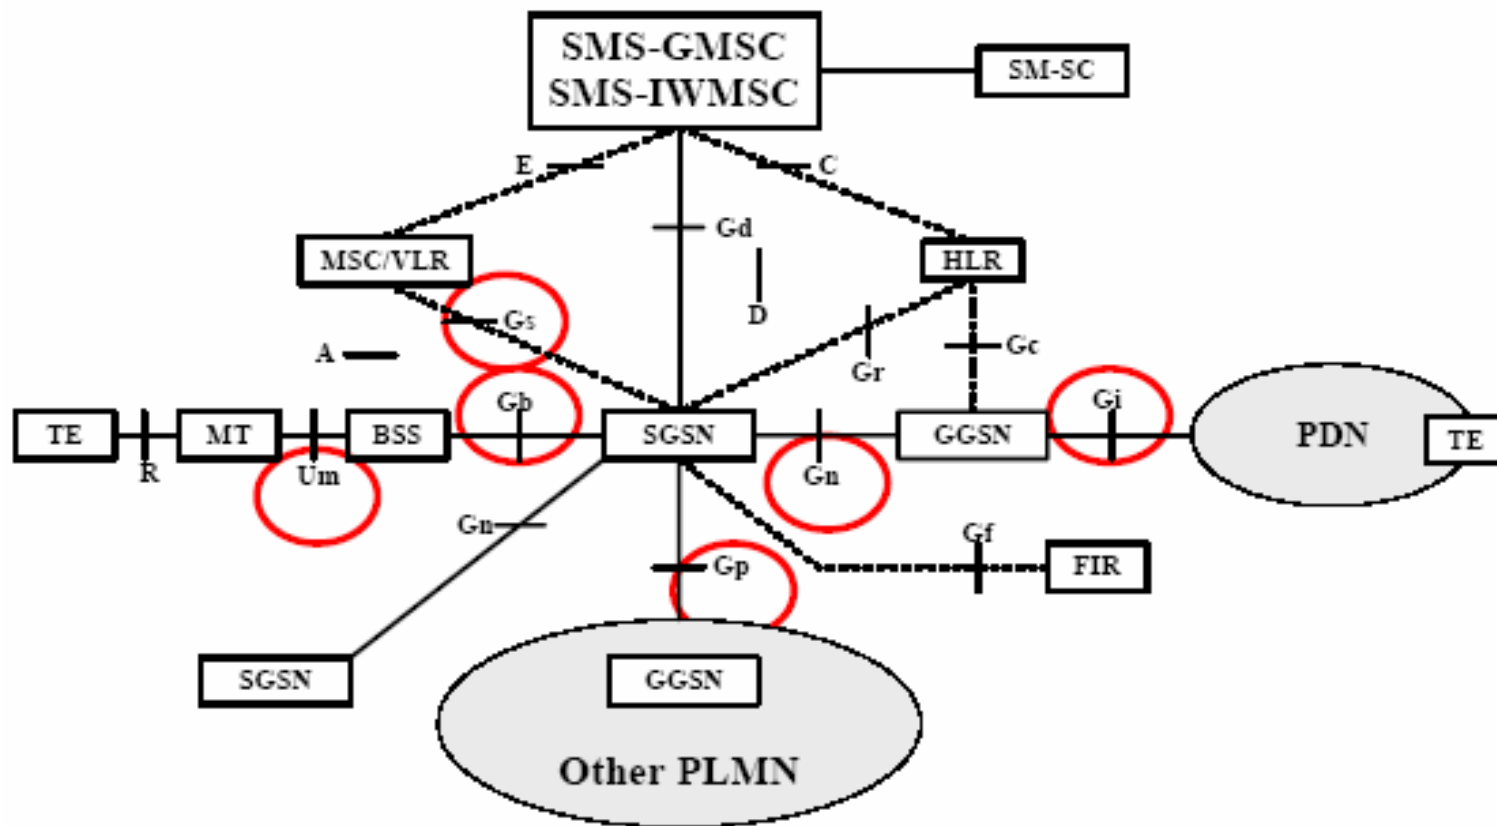 SMS-GMSC
SMS-IWMSC
SM-SC
E
C
Gd
MSC/VLR
HLR
D
Gs
A
Gr
Gc
Gb
Gi
TE
MT
BSS
SGSN
GGSN
PDN
TE
R
Um
Gn
Gn
Gf
Gp
FIR
SGSN
GGSN
Other PLMN